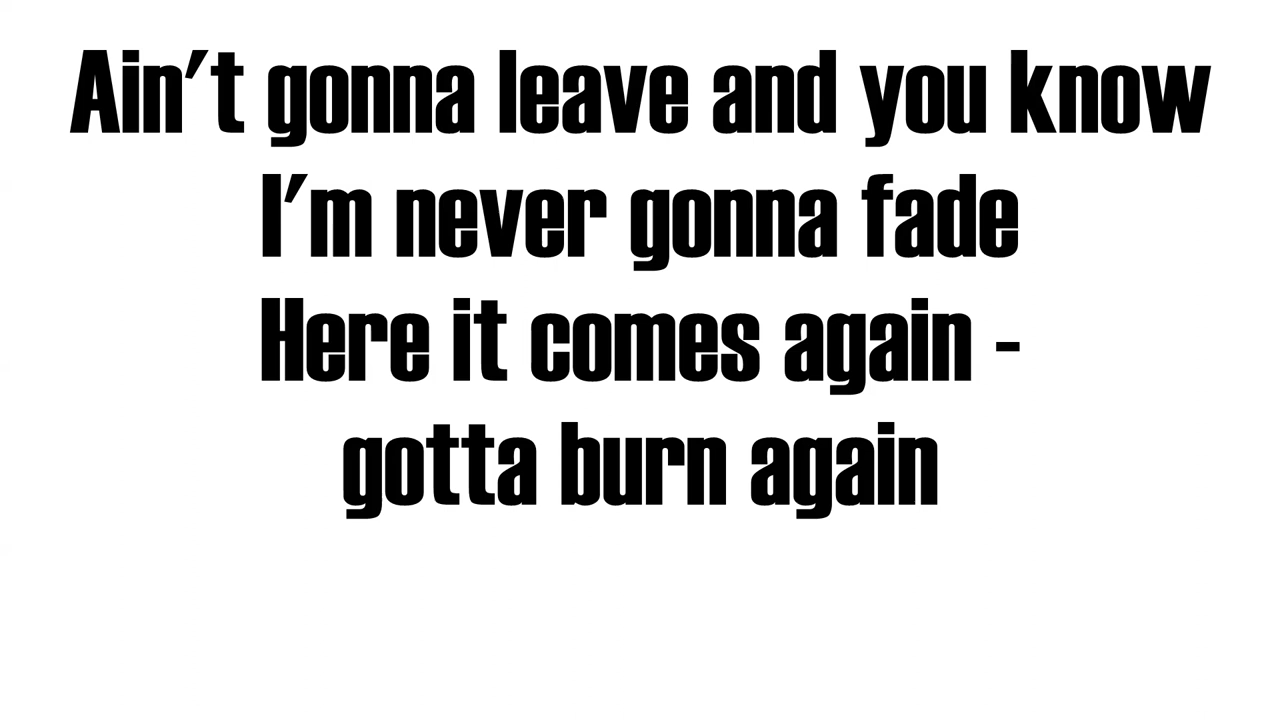 Ain't gonna leave and you know
I'm never gonna fade
Here it comes again -
gotta burn again